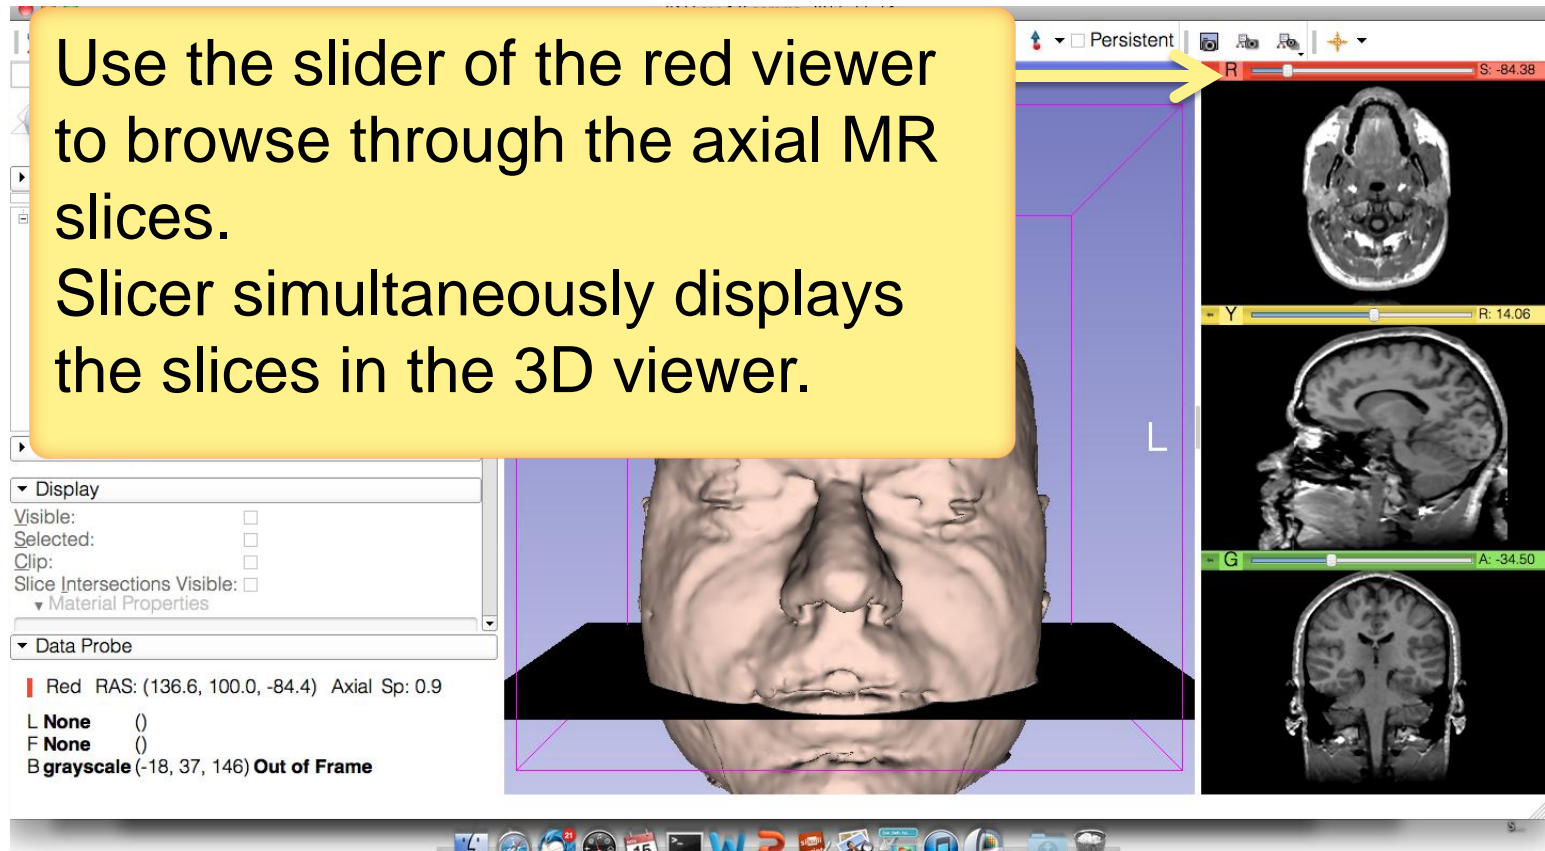 Use the slider of the red viewer
to browse through the axial MR
slices.
Slicer simultaneously displays
the slices in the 3D viewer.
Persistent
R S: -84.38
Y R: 14.06
L
G A: -34.50
Display
Visible:
Selected:
Clip:
Slice Intersections Visible:
Material Properties
Data Probe
Red RAS: (136.6, 100.0, -84.4) Axial Sp: 0.9
L None ()
F None ()
B grayscale (-18, 37, 146) Out of Frame
21
15